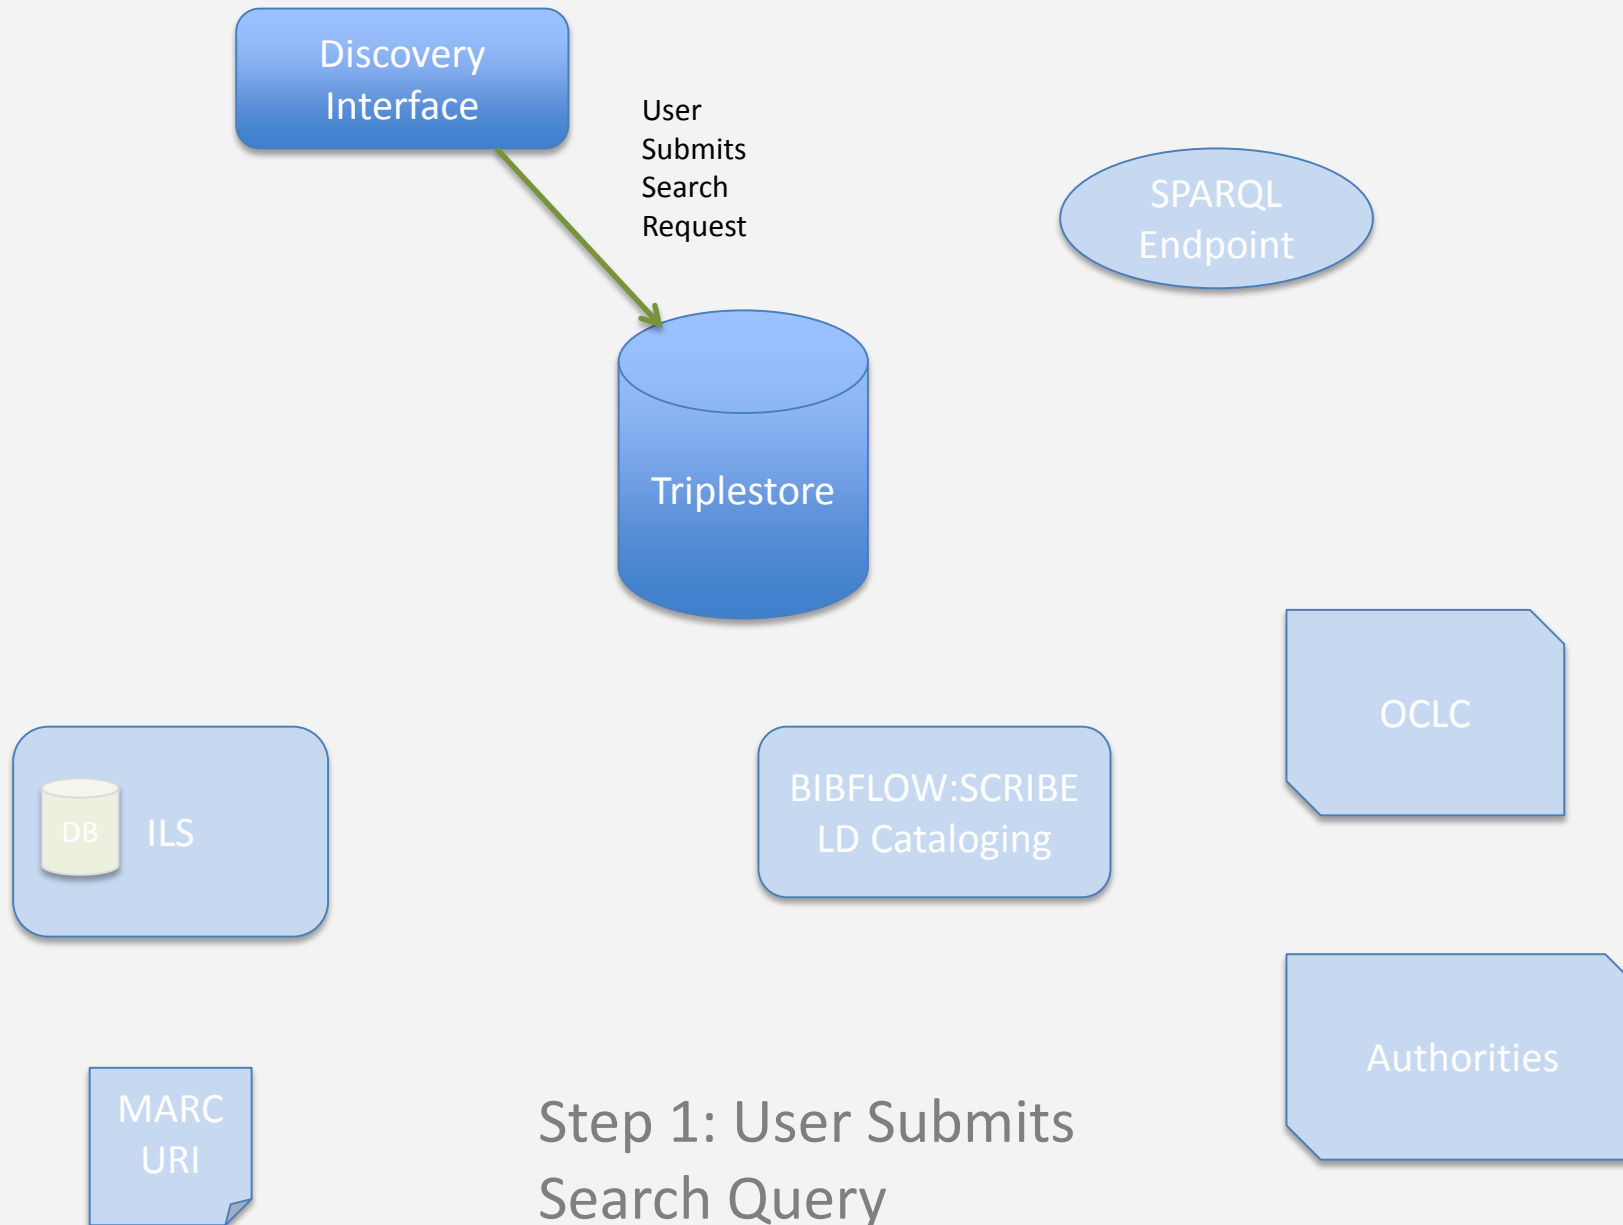 Discovery
Interface
User
Submits
Search
Request
SPARQL
Endpoint
Triplestore
OCLC
BIBFLOW:SCRIBE
LD Cataloging
DB
ILS
Authorities
MARC
URI
Step 1: User Submits
Search Query